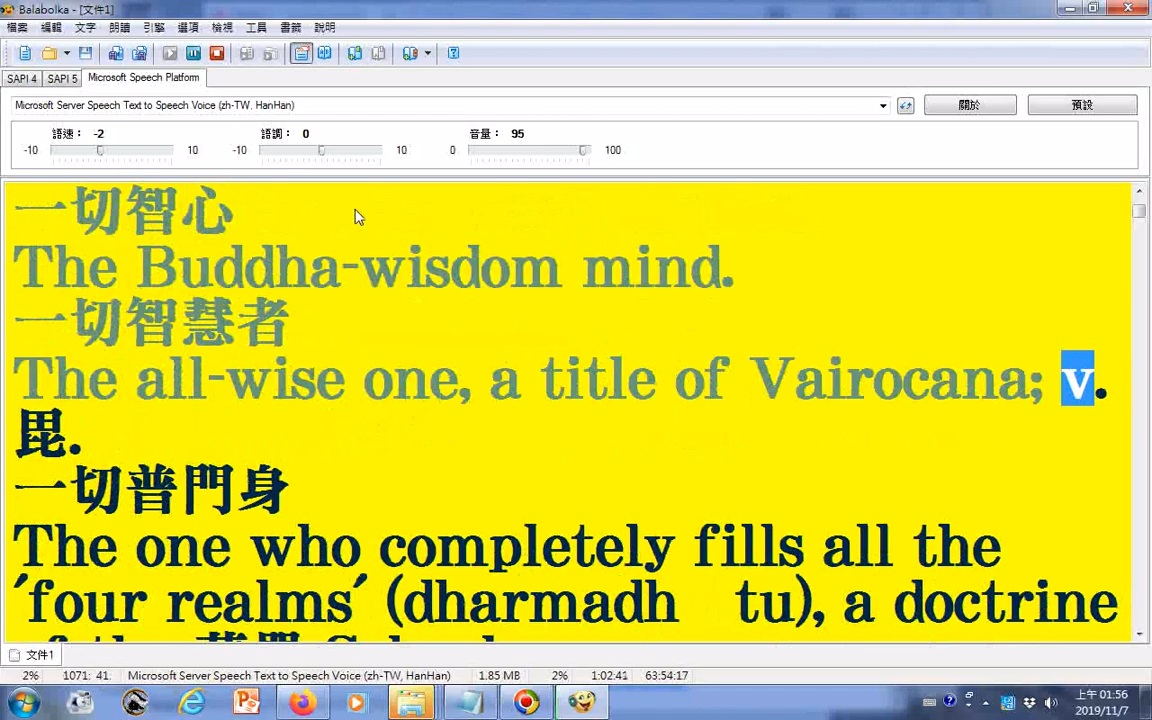 Balabolka - [文件1]
檔案 編輯 文字 朗讀 引擎 選項 檢視 工具 書籤 說明
SAPI 4 SAPI 5 Microsoft Speech Platform
Microsoft Server Speech Text to Speech Voice (zh-TW, HanHan) 關於 預設
語速： -2 語調： 0 音量： 95
-10 10 -10 10 0 100
一切智心
The Buddha-wisdom mind.
一切智慧者
The all-wise one, a title of Vairocana; v.
毘.
一切普門身
The one who completely fills all the
'four realms' (dharmadh tu), a doctrine
文件1
2% 1071: 41: Microsoft Server Speech Text to Speech Voice (zh-TW, HanHan) 1.85 MB 2% 1:02:41 63:54:17
上午 01:56
2019/11/7